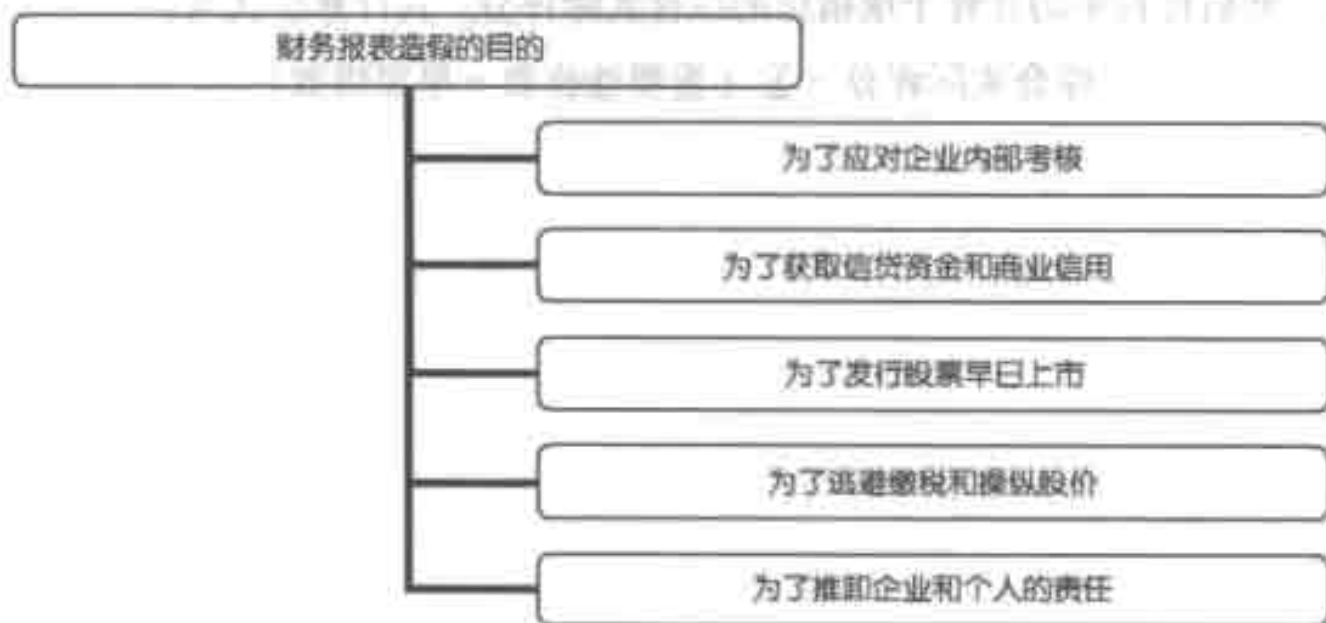 财务报表造假的目的
为了应对企业内部考核
为了获取信贷资金和商业信用
为了发行股票早日上市
为了逃避缴税和操纵股价
为了推卸企业和个人的责任